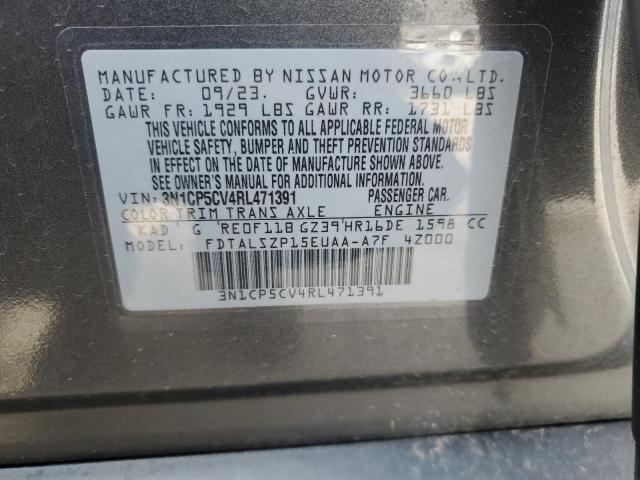 MANUFACTURED BY NISSAN MOTOR CO.,LTD.
DATE: 09/23. GVWR: 3660 LBS
GAWR FR: 1929 LBS GAWR RR: 1731 LBS
THIS VEHICLE CONFORMS TO ALL APPLICABLE FEDERAL MOTOR
VEHICLE SAFETY, BUMPER AND THEFT PREVENTION STANDARDS
IN EFFECT ON THE DATE OF MANUFACTURE SHOWN ABOVE.
SEE OWNER'S MANUAL FOR ADDITIONAL INFORMATION.
VIN: 3N1CP5CV4RL471391 PASSENGER CAR.
COLOR TRIM TRANS AXLE ENGINE
KAD G RE0F11B GZ39 HR16DE 1598 CC
MODEL: FDTALSZP15EUAA-A7F 4Z000
3N1CP5CV4RL471391